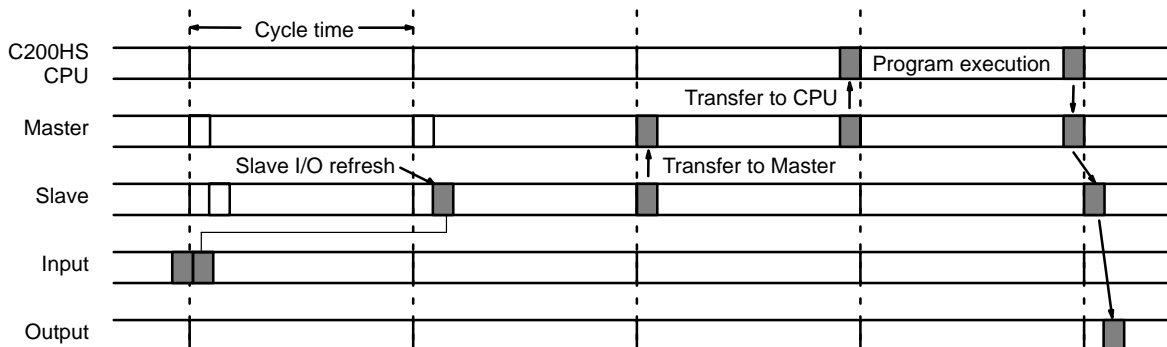 Cycle time
C200HS
CPU
Program execution
Transfer to CPU
Master
Slave I/O refresh
Transfer to Master
Slave
Input
Output